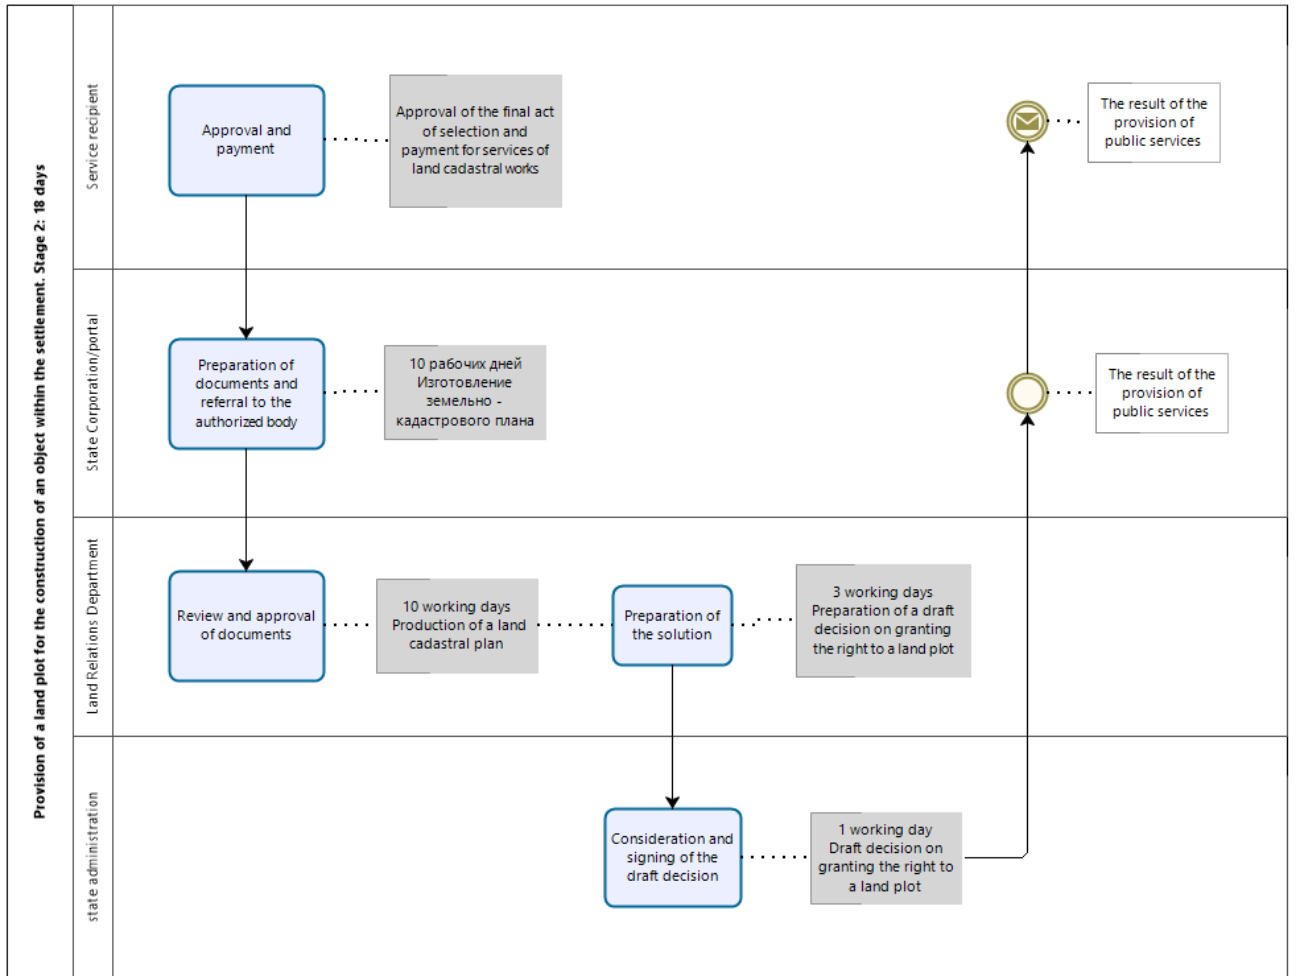 Provision of a land plot for the construction of an object within the settlement. Stage 2: 18 days
Service recipient
Approval and
payment
Approval of the final act
of selection and
payment for services of
land cadastral works
The result of the
provision of
public services
State Corporation/portal
Preparation of
documents and
referral to the
authorized body
10 рабочих дней
Изготовление
земельно -
кадастрового плана
The result of the
provision of
public services
Land Relations Department
Review and approval
of documents
10 working days
Production of a land
cadastral plan
Preparation of
the solution
3 working days
Preparation of a draft
decision on granting
the right to a land plot
state administration
Consideration and
signing of the
draft decision
1 working day
Draft decision on
granting the right to
a land plot